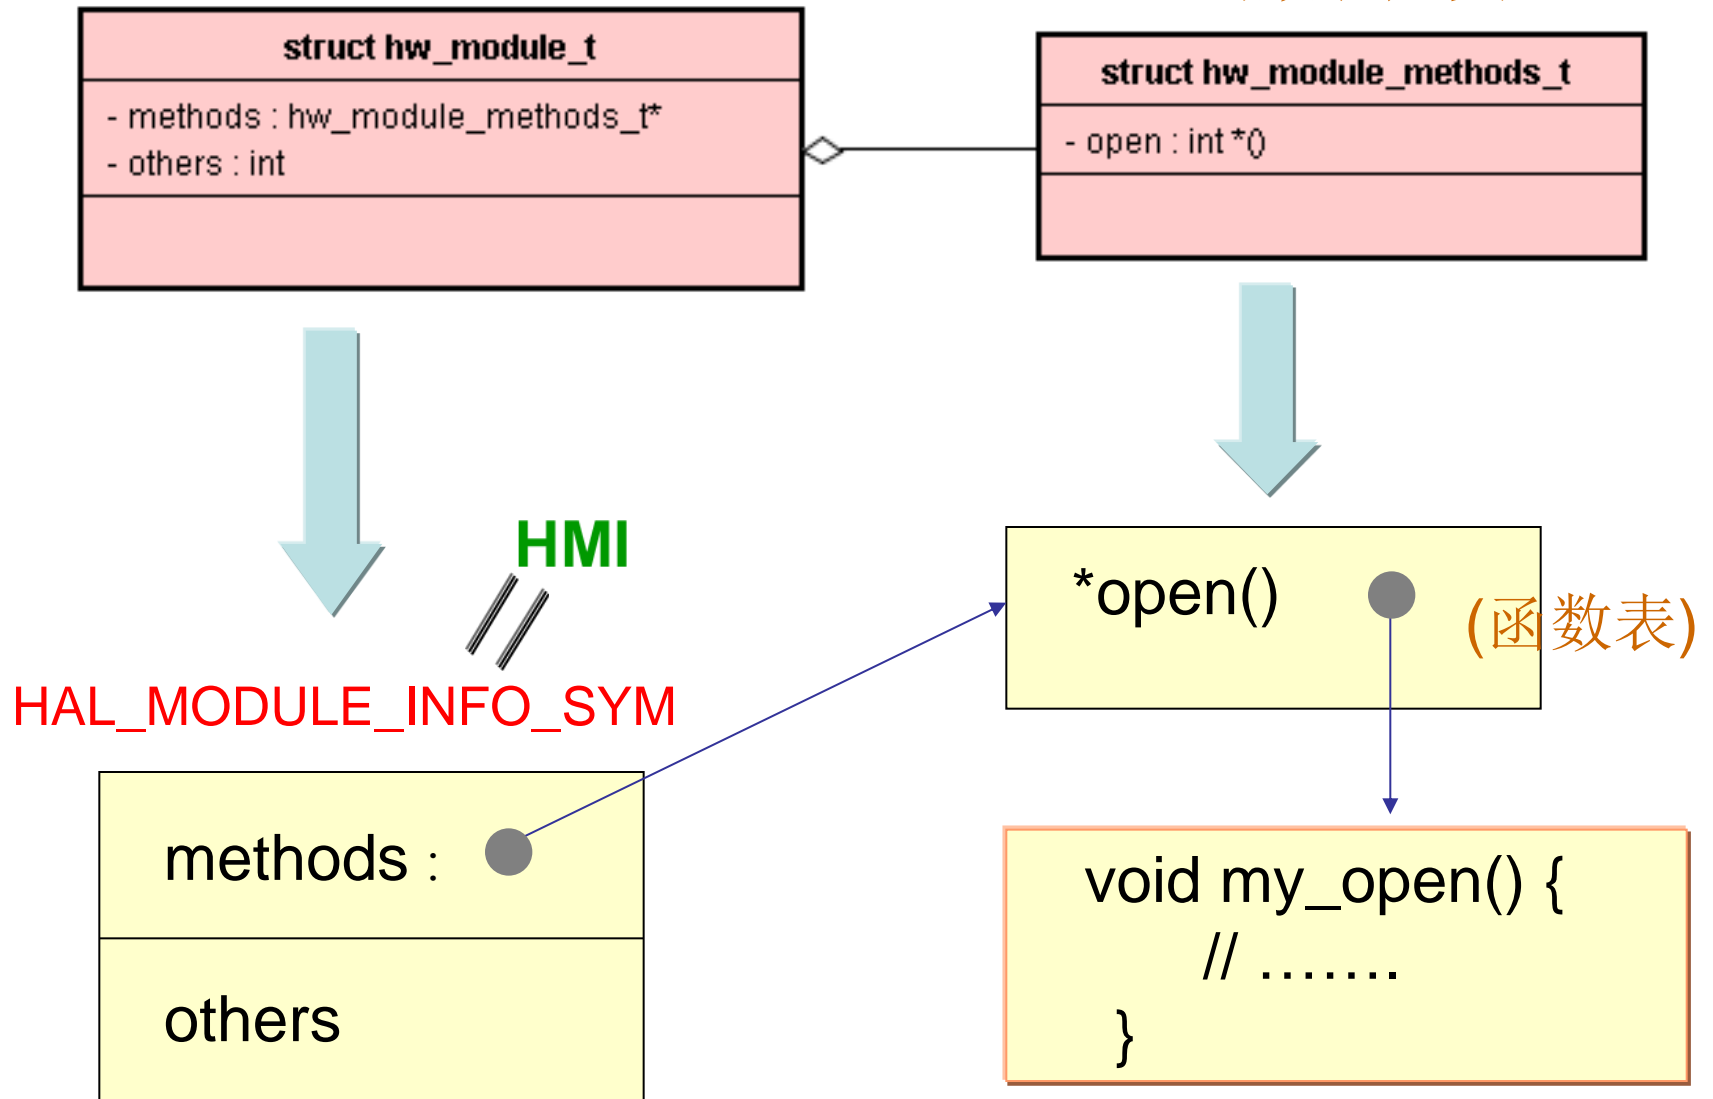 struct hw_module_t
- methods : hw_module_methods_t*
- others : int
struct hw_module_methods_t
- open : int *()
HMI
HAL_MODULE_INFO_SYM
methods :
others
*open()
(函数表)
void my_open() {
// .......
}